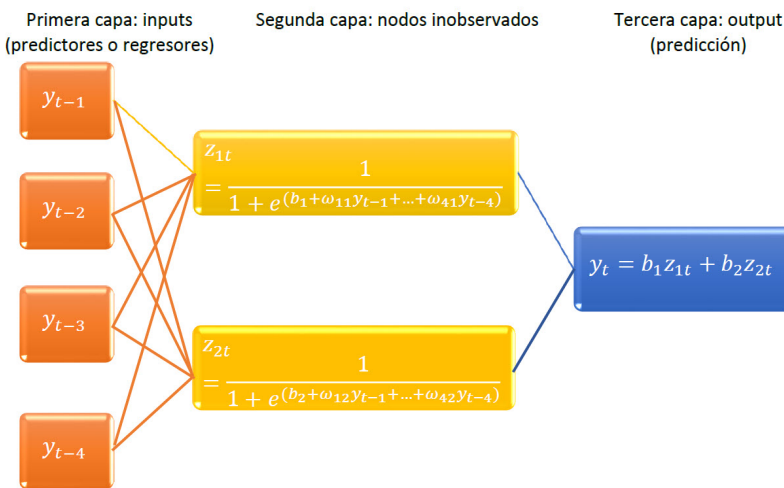 Primera capa: inputs
(predictores o regresores)
Segunda capa: nodos inobservados
Tercera capa: output
(predicción)
y_{t−1}
y_{t−2}
y_{t−3}
y_{t−4}
z_{1t}
= \frac{1}{1 + e^{(b_1+ω_{11}y_{t−1}+...+ω_{41}y_{t−4})}}
z_{2t}
= \frac{1}{1 + e^{(b_2+ω_{12}y_{t−1}+...+ω_{42}y_{t−4})}}
y_t = b_1z_{1t} + b_2z_{2t}